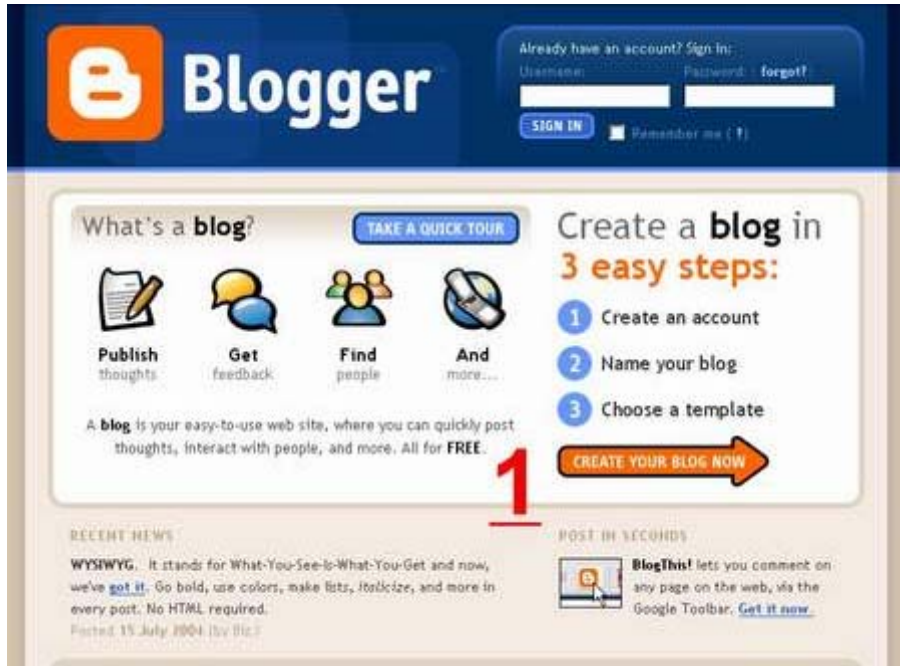 Blogger
Already have an account? Sign In:
Username: Password: forgot?
SIGN IN
Remember me ( ? )
What's a blog?
TAKE A QUICK TOUR
Publish
thoughts
Get
feedback
Find
people
And
more...
A blog is your easy-to-use web site, where you can quickly post
thoughts, interact with people, and more. All for FREE.
Create a blog in
3 easy steps:
1 Create an account
2 Name your blog
3 Choose a template
CREATE YOUR BLOG NOW
1
RECENT NEWS
WYSIWYG. It stands for What-You-See-Is-What-You-Get and now,
we've got it. Go bold, use colors, make lists, italicize, and more in
every post. No HTML required.
Posted 15 July 2004 (by Biz)
POST IN SECONDS
BlogThis! lets you comment on
any page on the web, via the
Google Toolbar. Get it now.